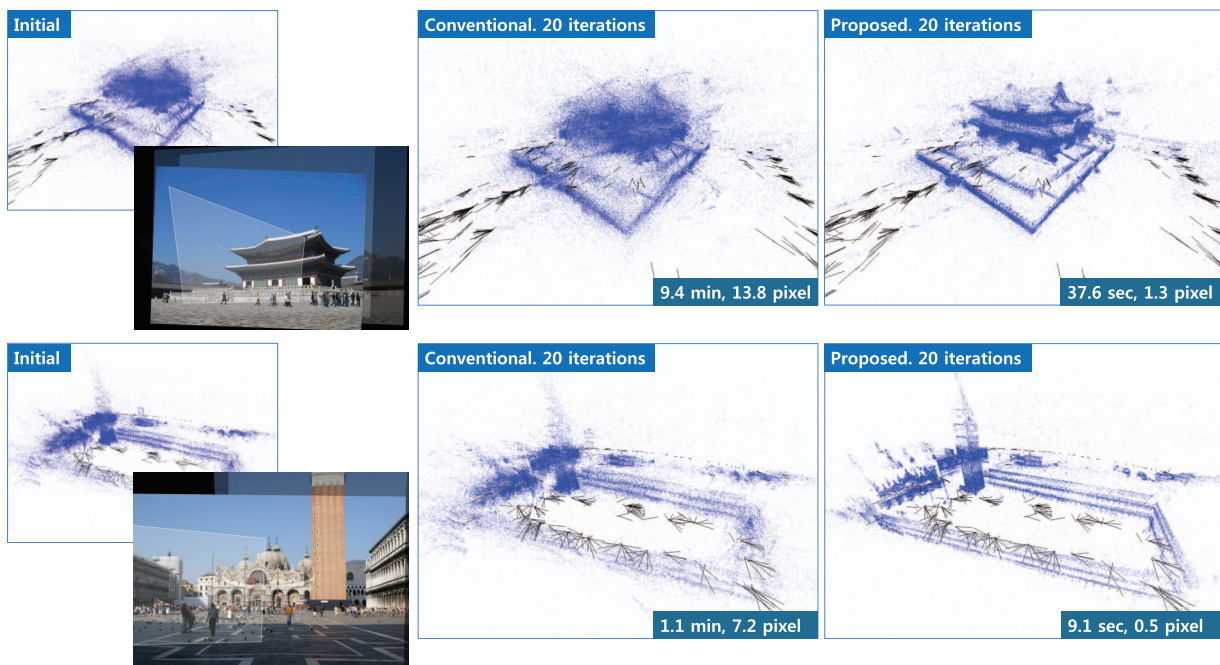 Initial
Conventional. 20 iterations
Proposed. 20 iterations
9.4 min, 13.8 pixel
37.6 sec, 1.3 pixel
Initial
Conventional. 20 iterations
Proposed. 20 iterations
1.1 min, 7.2 pixel
9.1 sec, 0.5 pixel